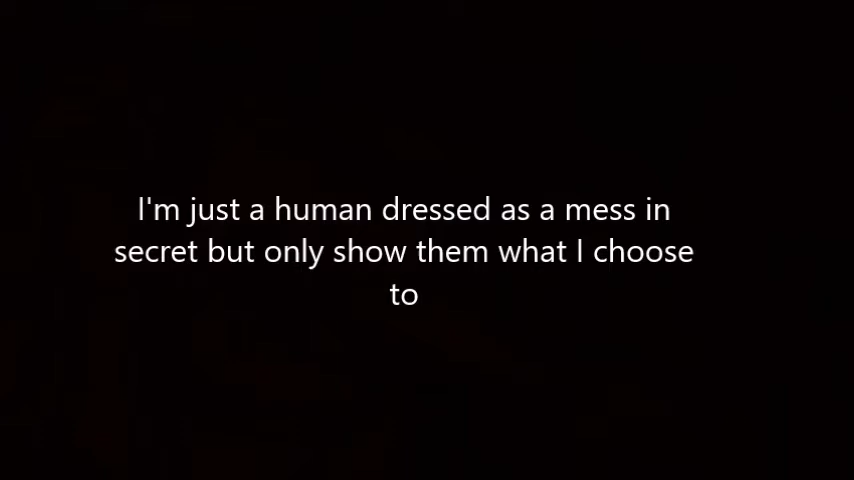 I'm just a human dressed as a mess in
secret but only show them what I choose
to